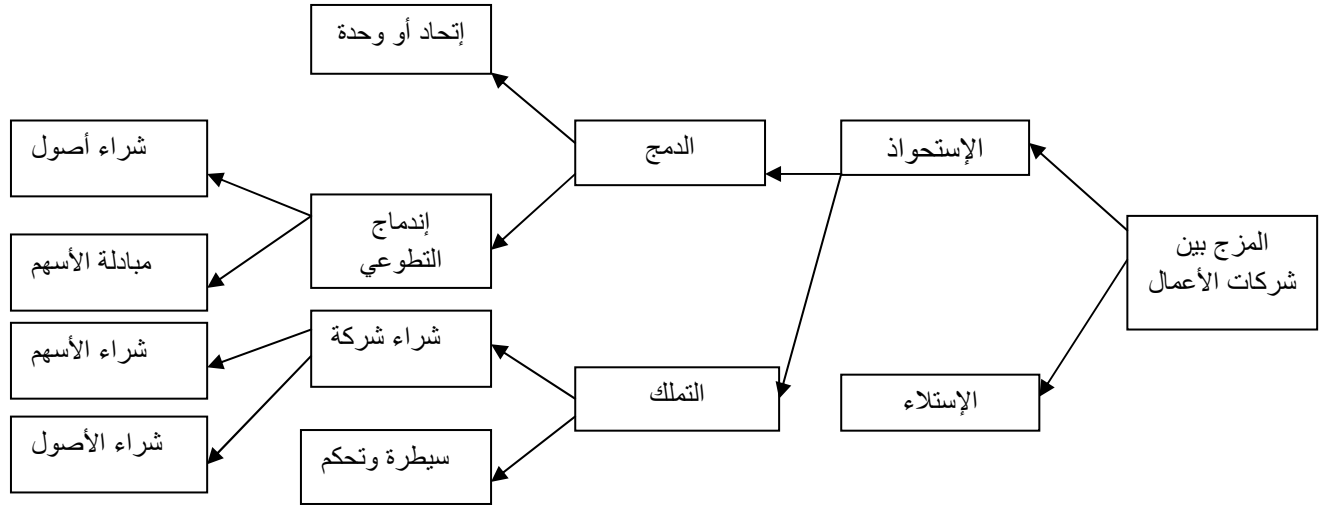 إتحاد أو وحدة
شراء أصول
الدمج
الإستحواذ
إندماج
التطوعي
المزج بين
شركات الأعمال
مبادلة الأسهم
شراء شركة
شراء الأسهم
التملك
الإستلاء
شراء الأصول
سيطرة وتحكم